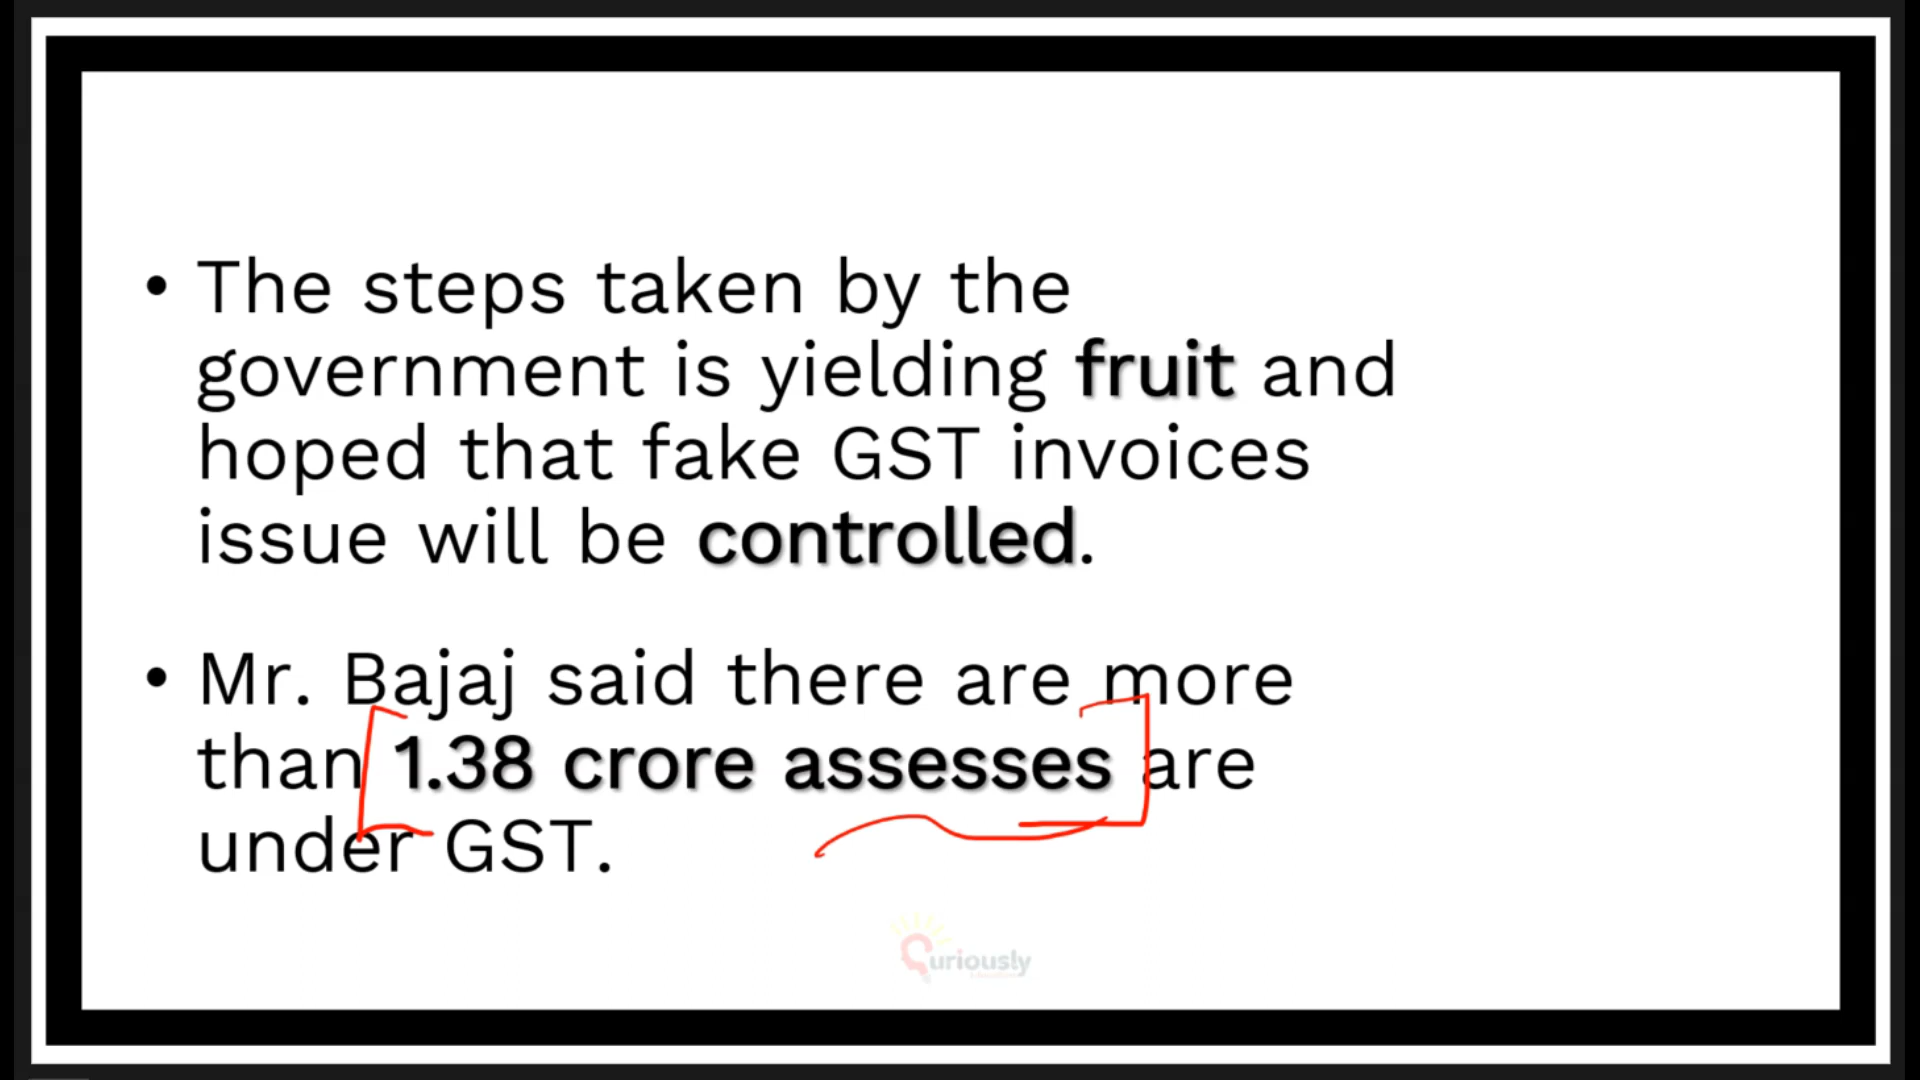 • The steps taken by the
government is yielding fruit and
hoped that fake GST invoices
issue will be controlled.
• Mr. Bajaj said there are more
than 1.38 crore assesses are
under GST.
Curiously